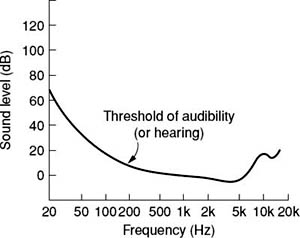 140
120
100
80
60
40
20
0
Sound level (dB)
Threshold of audibility
(or hearing)
20 50 100 200 500 1k 2k 5k 10k 20k
Frequency (Hz)